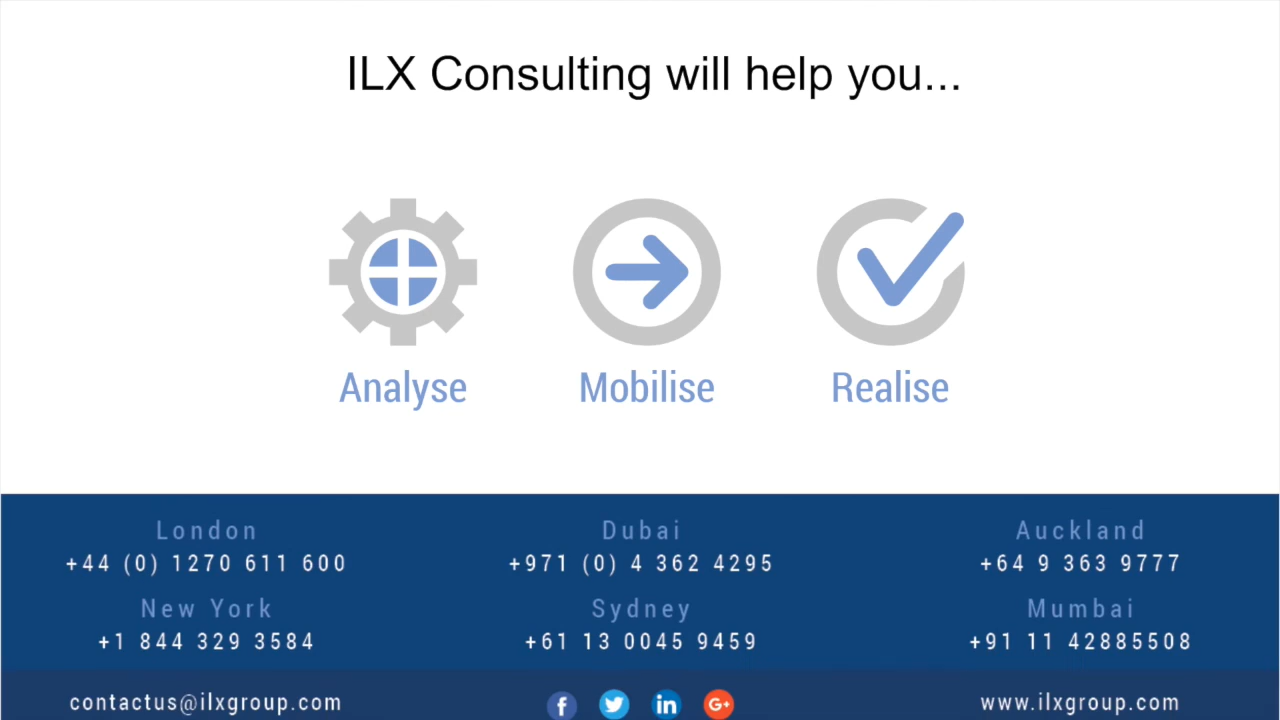 ILX Consulting will help you...
Analyse Mobilise Realise
London Dubai Auckland
+44 (0) 1270 611 600 +971 (0) 4 362 4295 +64 9 363 9777
New York Sydney Mumbai
+1 844 329 3584 +61 13 0045 9459 +91 11 42885508
contactus@ilxgroup.com f in G+ www.ilxgroup.com